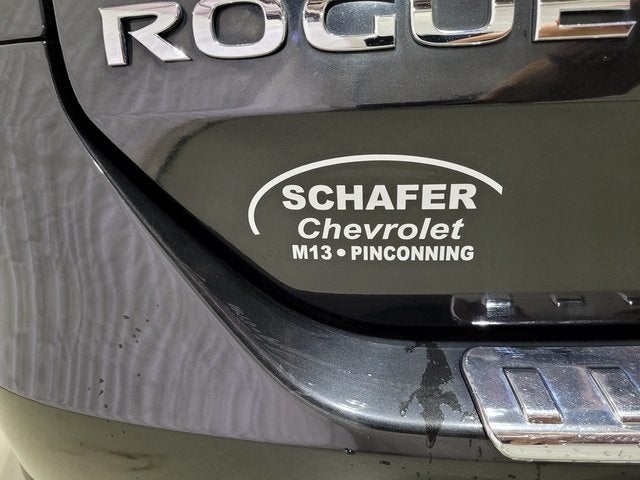 ROGUE
SCHAFER
Chevrolet
M13 • PINCONNING